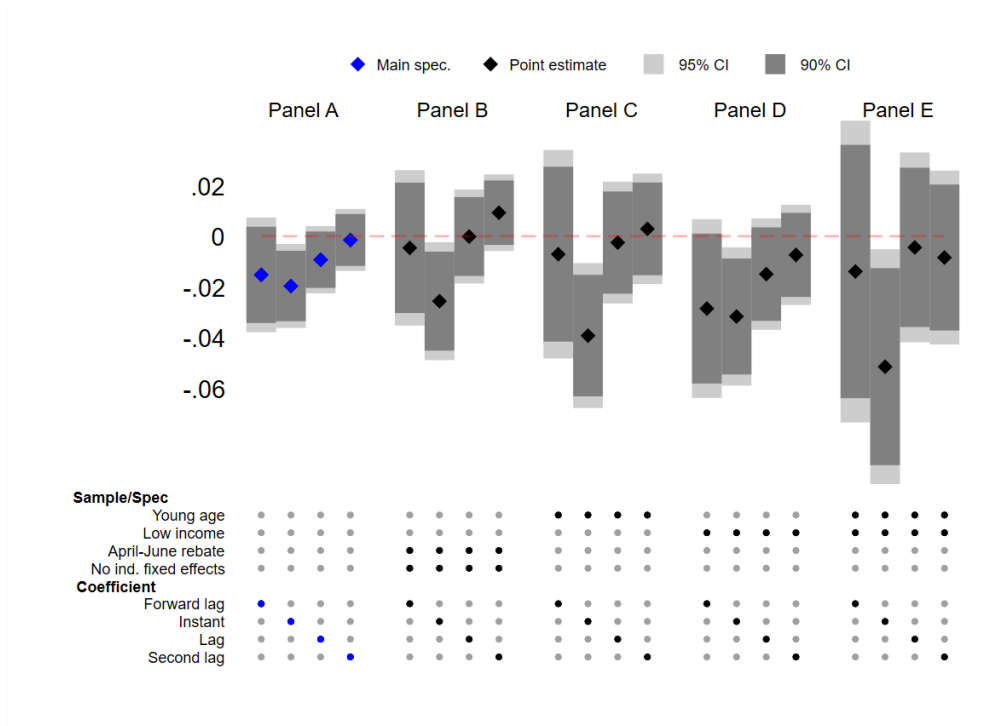 Main spec. Point estimate 95% CI 90% CI
Panel A Panel B Panel C Panel D Panel E
.02
0
-.02
-.04
-.06
Sample/Spec
Young age
Low income
April-June rebate
No ind. fixed effects
Coefficient
Forward lag
Instant
Lag
Second lag